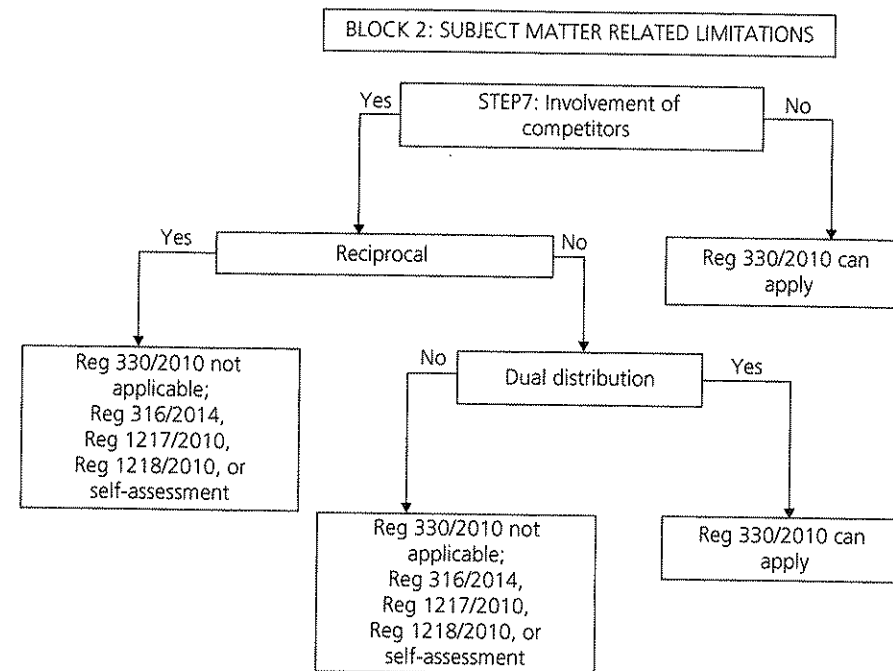 BLOCK 2: SUBJECT MATTER RELATED LIMITATIONS
Yes
STEP7: Involvement of
competitors
No
Yes
Reciprocal
No
Reg 330/2010 can
apply
Reg 330/2010 not
applicable;
Reg 316/2014,
Reg 1217/2010,
Reg 1218/2010, or
self-assessment
No
Dual distribution
Yes
Reg 330/2010 not
applicable;
Reg 316/2014,
Reg 1217/2010,
Reg 1218/2010, or
self-assessment
Reg 330/2010 can
apply